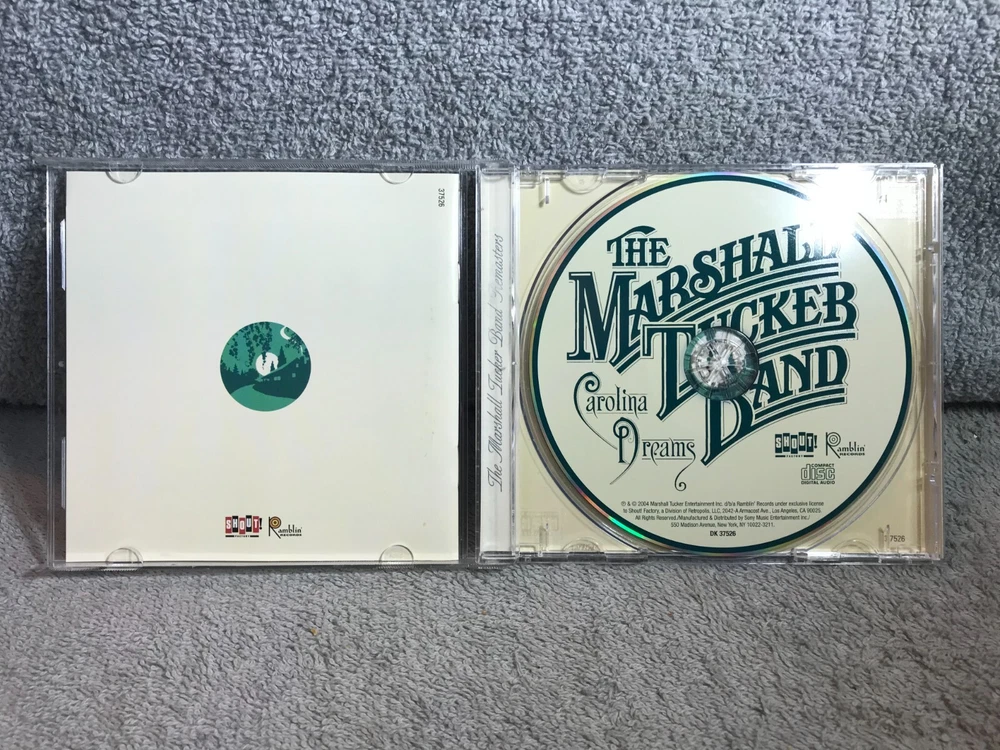 37526
SHOUT!
FACTORY
Ramblin'
RECORDS
The Marshall Tucker Band Remasters
THE
MARSHALL
TUCKER
BAND
Carolina
Dreams
SHOUT!
FACTORY
Ramblin'
RECORDS
COMPACT
disc
DIGITAL AUDIO
℗ & © 2004 Marshall Tucker Entertainment Inc. d/b/a Ramblin' Records under exclusive license
to Shout! Factory, a Division of Retropolis, LLC, 2042-A Armacost Ave., Los Angeles, CA 90025.
All Rights Reserved./Manufactured & Distributed by Sony Music Entertainment Inc./
550 Madison Avenue, New York, NY 10022-3211.
DK 37526
7526